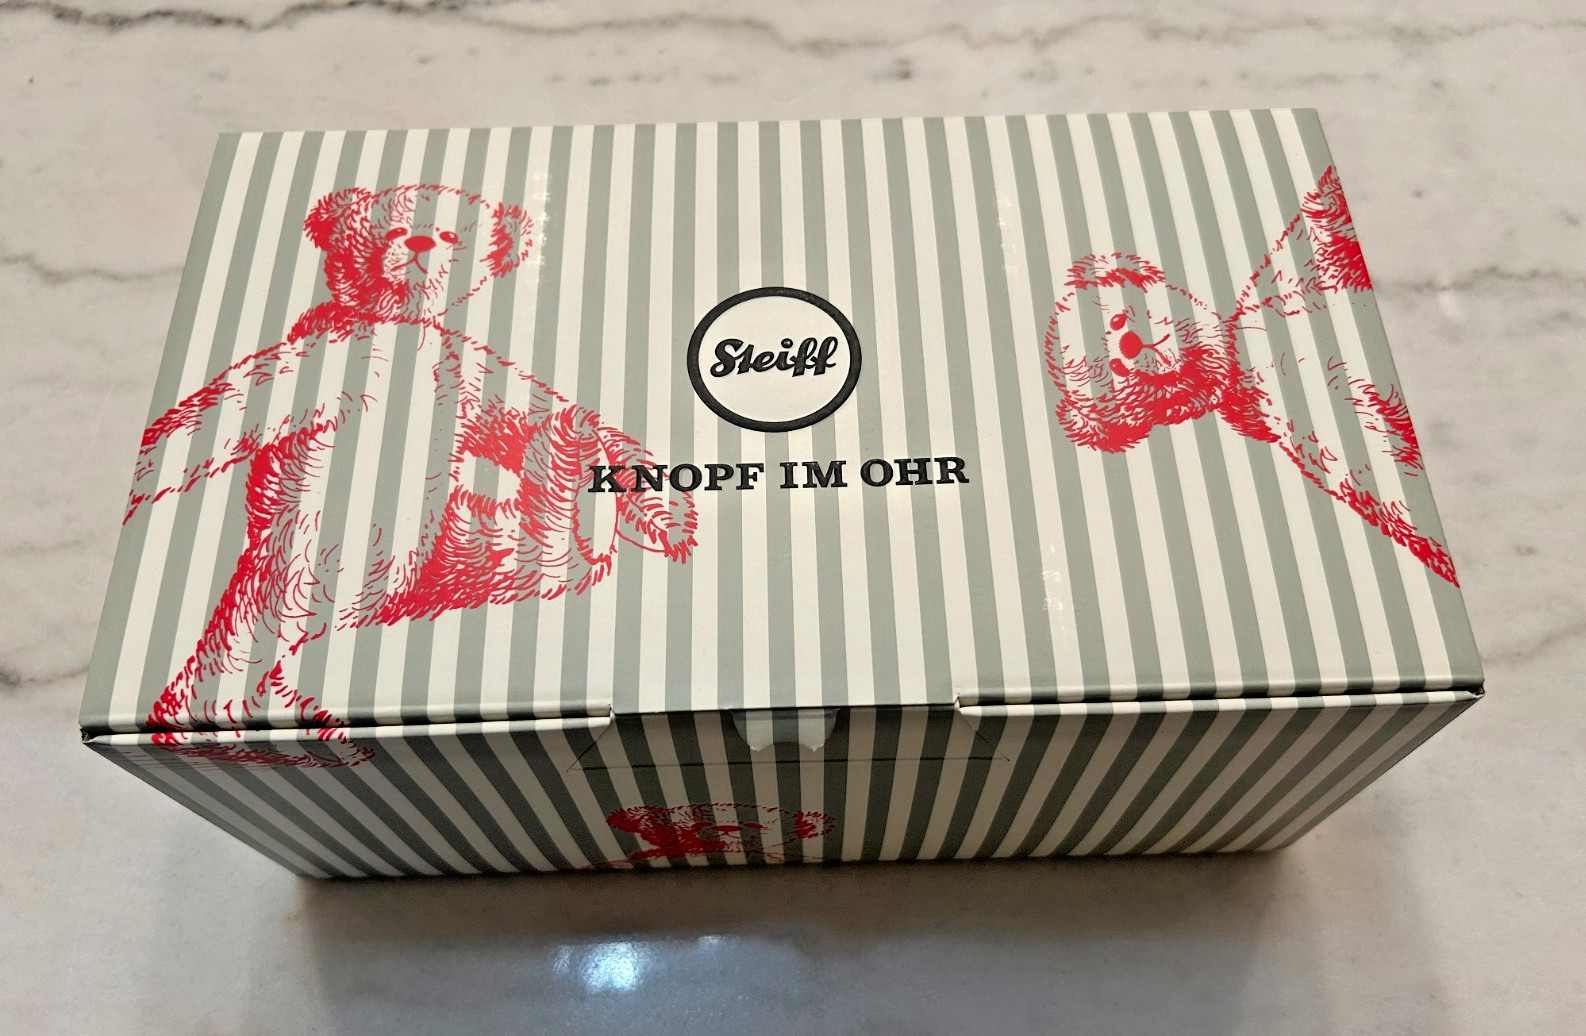 Steiff
KNOPF IM OHR